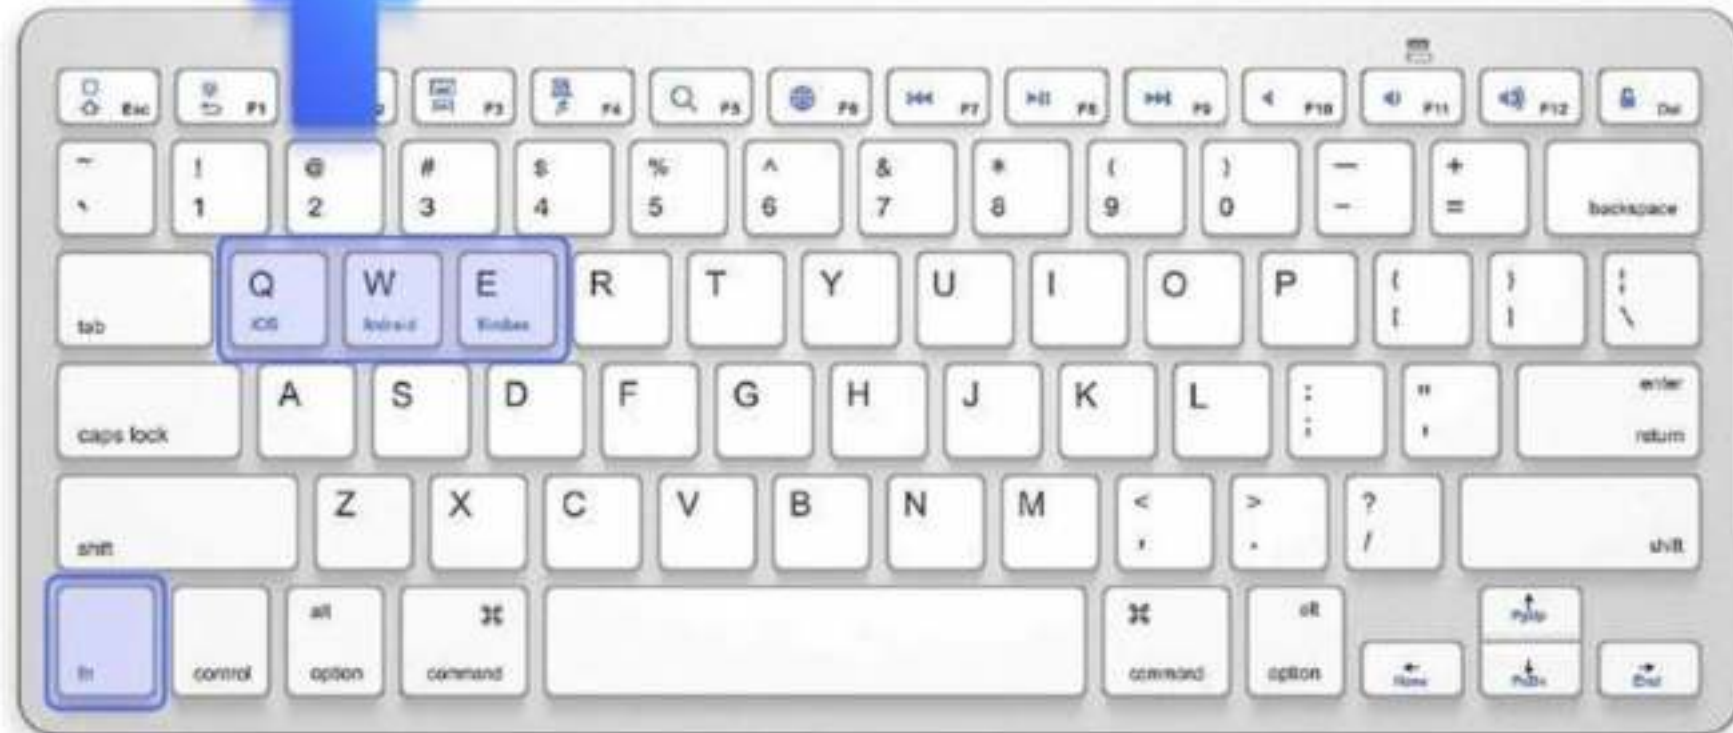 Esc F1 F3 F4 F5 F6 F7 F8 F9 F10 F11 F12 Del
~ ! @ # $ % ^ & * ( ) — +
` 1 2 3 4 5 6 7 8 9 0 - = backspace
Q W E R T Y U I O P { } ¦
tab iOS Android Windows [ ] \
A S D F G H J K L : " enter
caps lock ; ' return
Z X C V B N M < > ?
shift , . / shift
alt ⌘ ⌘ alt ↑ PgUp
fn control option command command option ← Home ↓ PgDn → End